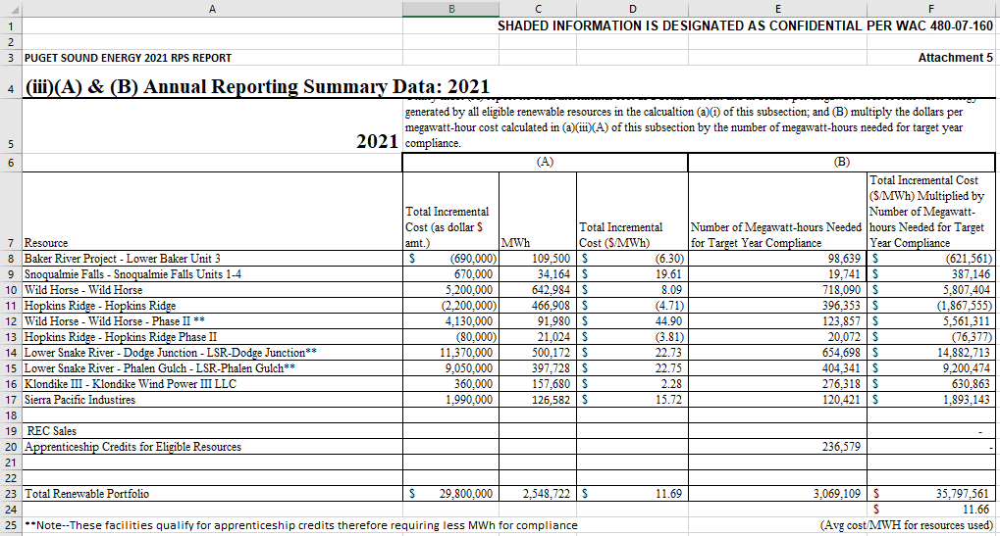 A B C D E F
1 SHADED INFORMATION IS DESIGNATED AS CONFIDENTIAL PER WAC 480-07-160
2
3 PUGET SOUND ENERGY 2021 RPS REPORT Attachment 5
4 (iii)(A) & (B) Annual Reporting Summary Data: 2021
generated by all eligible renewable resources in the calcualtion (a)(i) of this subsection; and (B) multiply the dollars per
megawatt-hour cost calculated in (a)(iii)(A) of this subsection by the number of megawatt-hours needed for target year
5 2021 compliance.
6 (A) (B)
Total Incremental Cost
($/MWh) Multiplied by
Total Incremental Number of Megawatt-
Cost (as dollar $ Total Incremental Number of Megawatt-hours Needed hours Needed for Target
7 Resource amt.) MWh Cost ($/MWh) for Target Year Compliance Year Compliance
8 Baker River Project - Lower Baker Unit 3 $ (690,000) 109,500 $ (6.30) 98,639 $ (621,561)
9 Snoqualmie Falls - Snoqualmie Falls Units 1-4 670,000 34,164 $ 19.61 19,741 $ 387,146
10 Wild Horse - Wild Horse 5,200,000 642,984 $ 8.09 718,090 $ 5,807,404
11 Hopkins Ridge - Hopkins Ridge (2,200,000) 466,908 $ (4.71) 396,353 $ (1,867,555)
12 Wild Horse - Wild Horse - Phase II ** 4,130,000 91,980 $ 44.90 123,857 $ 5,561,311
13 Hopkins Ridge - Hopkins Ridge Phase II (80,000) 21,024 $ (3.81) 20,072 $ (76,377)
14 Lower Snake River - Dodge Junction - LSR-Dodge Junction** 11,370,000 500,172 $ 22.73 654,698 $ 14,882,713
15 Lower Snake River - Phalen Gulch - LSR-Phalen Gulch** 9,050,000 397,728 $ 22.75 404,341 $ 9,200,474
16 Klondike III - Klondike Wind Power III LLC 360,000 157,680 $ 2.28 276,318 $ 630,863
17 Sierra Pacific Industires 1,990,000 126,582 $ 15.72 120,421 $ 1,893,143
18
19 REC Sales -
20 Apprenticeship Credits for Eligible Resources 236,579 -
21
22
23 Total Renewable Portfolio $ 29,800,000 2,548,722 $ 11.69 3,069,109 $ 35,797,561
24 $ 11.66
25 **Note--These facilities qualify for apprenticeship credits therefore requiring less MWh for compliance (Avg cost/MWH for resources used)